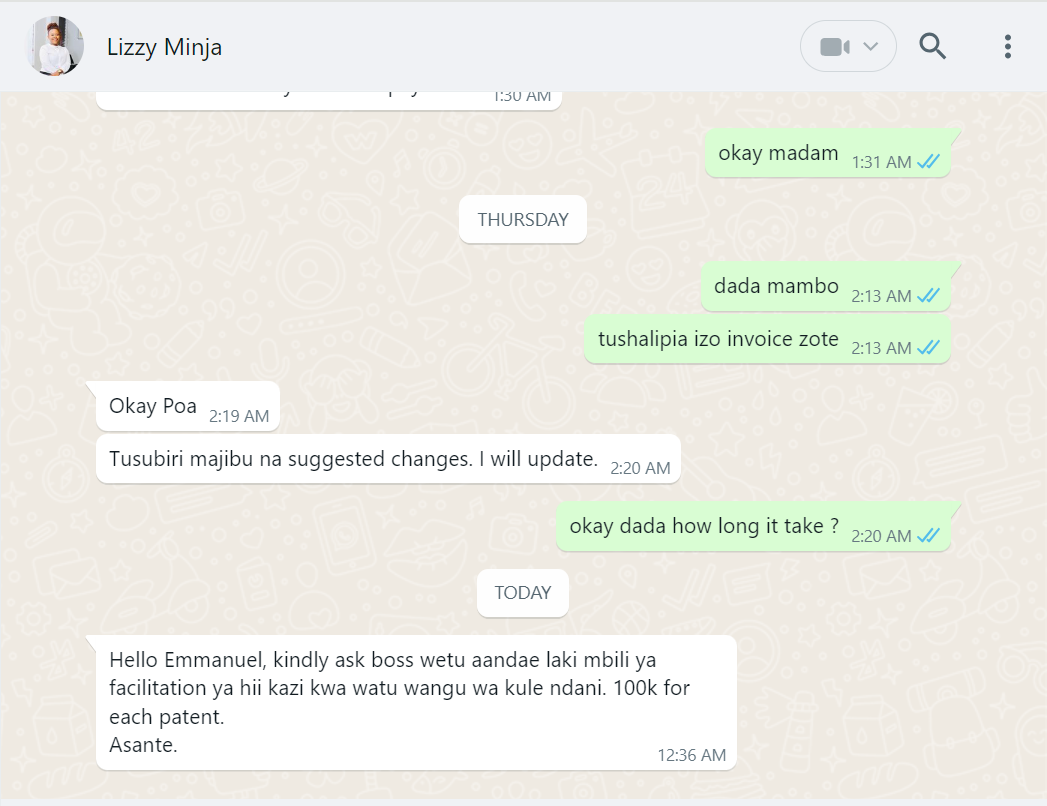 Lizzy Minja
1:30 AM
okay madam 1:31 AM
THURSDAY
dada mambo 2:13 AM
tushalipia izo invoice zote 2:13 AM
Okay Poa 2:19 AM
Tusubiri majibu na suggested changes. I will update. 2:20 AM
okay dada how long it take ? 2:20 AM
TODAY
Hello Emmanuel, kindly ask boss wetu aandae laki mbili ya
facilitation ya hii kazi kwa watu wangu wa kule ndani. 100k for
each patent.
Asante.
12:36 AM